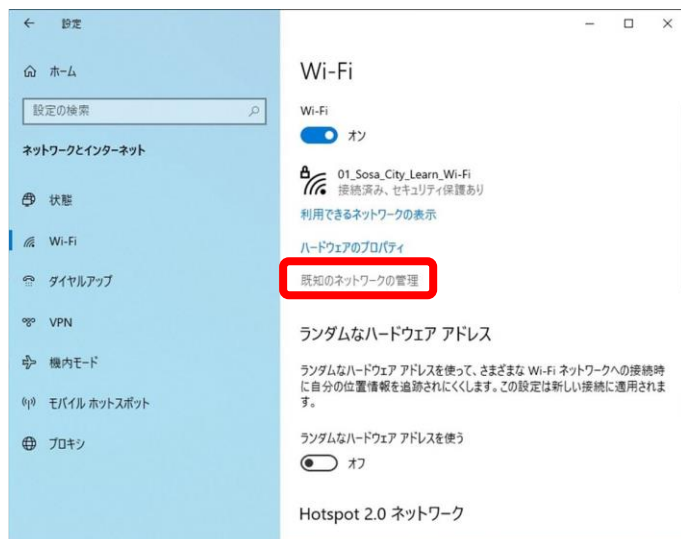 設定
ホーム
設定の検索
ネットワークとインターネット
状態
Wi-Fi
ダイヤルアップ
VPN
機内モード
モバイル ホットスポット
プロキシ
Wi-Fi
Wi-Fi
オン
01_Sosa_City_Learn_Wi-Fi
接続済み、セキュリティ保護あり
利用できるネットワークの表示
ハードウェアのプロパティ
既知のネットワークの管理
ランダムなハードウェア アドレス
ランダムなハードウェア アドレスを使って、さまざまな Wi-Fi ネットワークへの接続時
に自分の位置情報を追跡されにくくします。この設定は新しい接続に適用されま
す。
ランダムなハードウェア アドレスを使う
オフ
Hotspot 2.0 ネットワーク